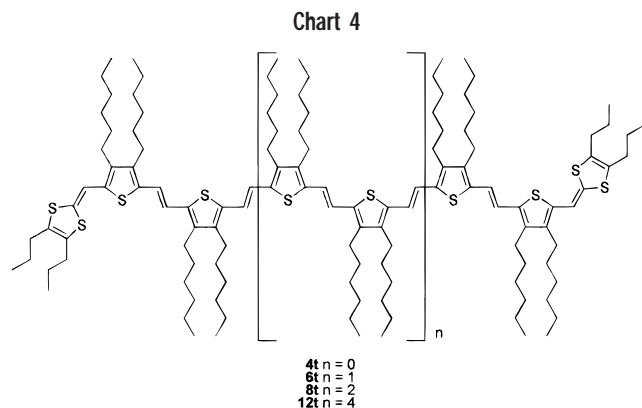 Chart 4
S S S S
S S S S
S S
n
4t n = 0
6t n = 1
8t n = 2
12t n = 4